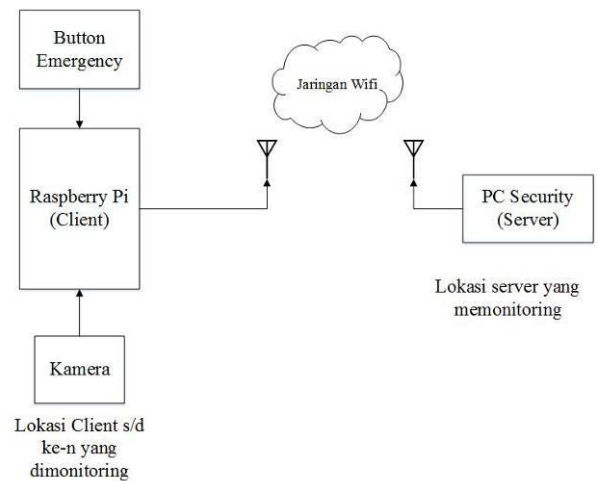 Button
Emergency
Jaringan Wifi
Raspberry Pi
(Client)
PC Security
(Server)
Lokasi server yang
memonitoring
Kamera
Lokasi Client s/d
ke-n yang
dimonitoring